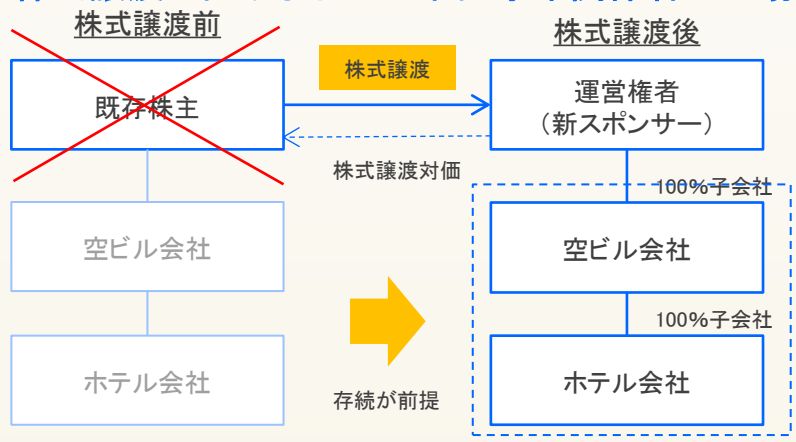 株式譲渡前
株式譲渡後
株式譲渡
既存株主
運営権者
(新スポンサー)
株式譲渡対価
100%子会社
空ビル会社
空ビル会社
100%子会社
ホテル会社
ホテル会社
存続が前提